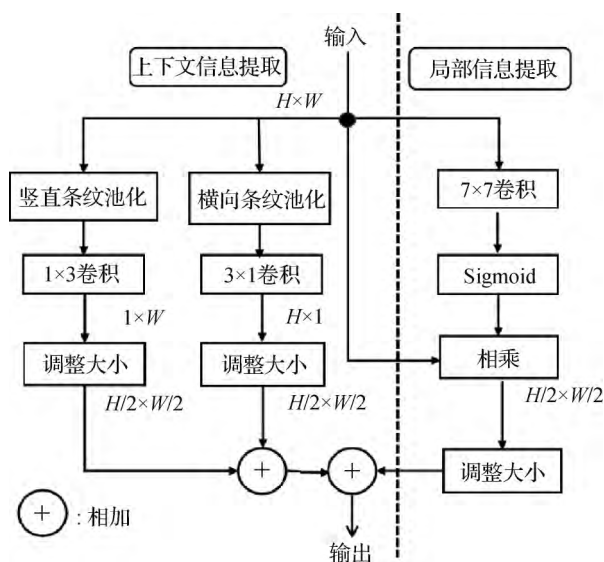 输入
上下文信息提取
局部信息提取
H×W
竖直条纹池化
横向条纹池化
7×7卷积
1×3卷积
3×1卷积
Sigmoid
1×W
H×1
调整大小
调整大小
相乘
H/2×W/2
H/2×W/2
H/2×W/2
+
+
调整大小
+ : 相加
输出